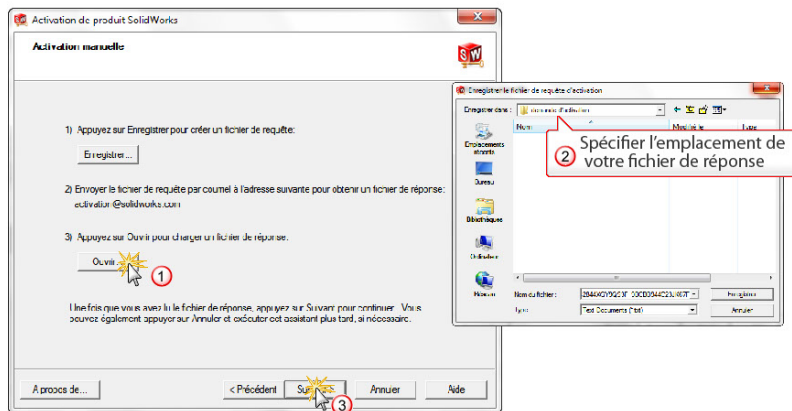 Activation de produit SolidWorks
Activation manuelle
1) Appuyez sur Enregistrer pour créer un fichier de requête:
Enregistrer...
2) Envoyer le fichier de requête par courriel à l'adresse suivante pour obtenir un fichier de réponse:
activation@solidworks.com
3) Appuyez sur Ouvrir pour charger un fichier de réponse:
Ouvrir...
1
Une fois que vous avez lu le fichier de réponse, appuyez sur Suivant pour continuer. Vous
pouvez également appuyer sur Annuler et exécuter cet assistant plus tard, si nécessaire.
A propos de...
< Précédent
Annuler
Aide
3
Enregistrer le fichier de requête d'activation
Enregistrer dans :
demande d'activation
Nom
Modifié le
Type
2 Spécifier l'emplacement de
votre fichier de réponse
Emplacements
récents
Bureau
Bibliothèques
Ordinateur
Réseau
Nom du fichier :
Enregistrer
Type :
Text Documents (*.txt)
Annuler